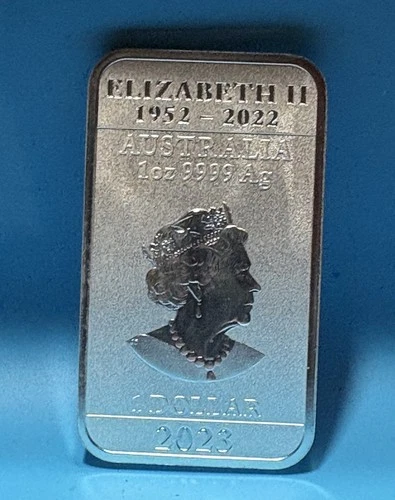 ELIZABETH II
1952 – 2022
AUSTRALIA
1oz 9999 Ag
1 DOLLAR
2023